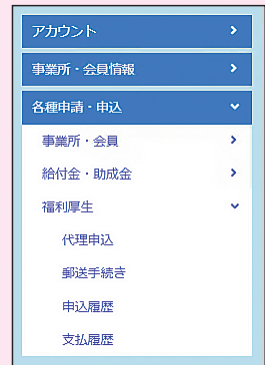 アカウント
事業所・会員情報
各種申請・申込
事業所・会員
給付金・助成金
福利厚生
代理申込
郵送手続き
申込履歴
支払履歴